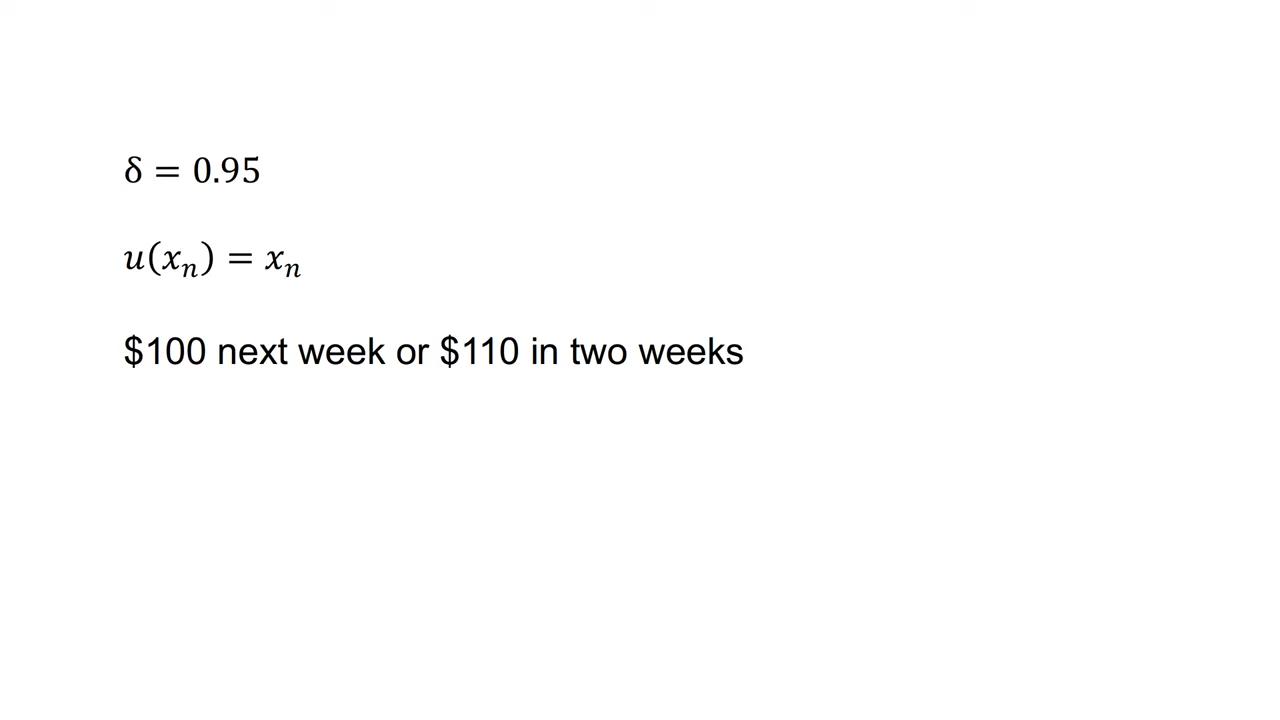 δ = 0.95
u(xₙ) = xₙ
$100 next week or $110 in two weeks